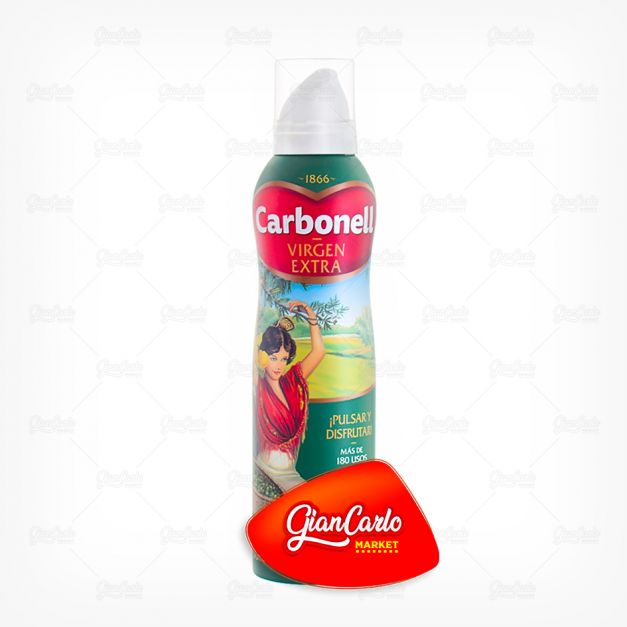 ~1866~
Carbonell
VIRGEN
EXTRA
¡PULSAR Y
DISFRUTAR!
MÁS DE
180 USOS
GianCarlo
MARKET